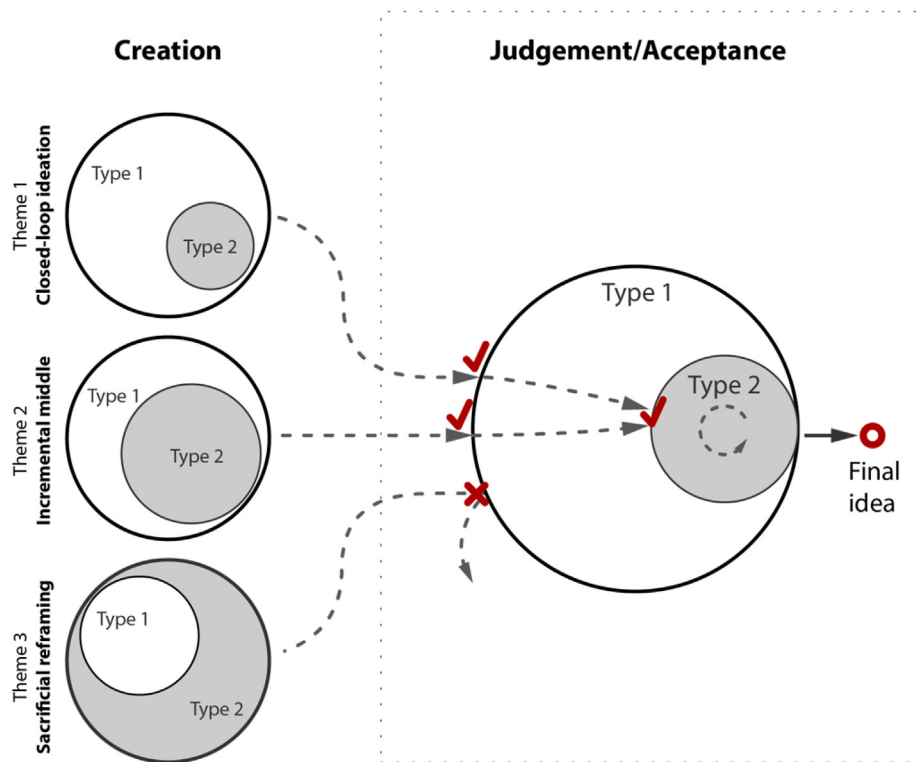 Creation
Judgement/Acceptance
Theme 1
Closed-loop ideation
Type 1
Type 2
Theme 2
Incremental middle
Type 1
Type 2
Theme 3
Sacrificial reframing
Type 1
Type 2
Type 1
Type 2
Final
idea